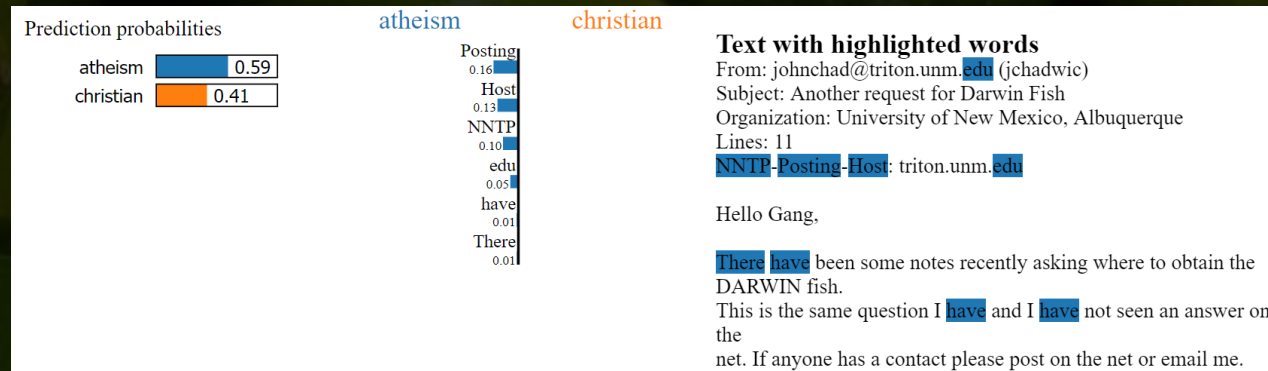 Prediction probabilities
atheism 0.59
christian 0.41
atheism christian
Posting
0.16
Host
0.13
NNTP
0.10
edu
0.05
have
0.01
There
0.01
Text with highlighted words
From: johnchad@triton.unm.edu (jchadwic)
Subject: Another request for Darwin Fish
Organization: University of New Mexico, Albuquerque
Lines: 11
NNTP-Posting-Host: triton.unm.edu
Hello Gang,
There have been some notes recently asking where to obtain the
DARWIN fish.
This is the same question I have and I have not seen an answer on
the
net. If anyone has a contact please post on the net or email me.